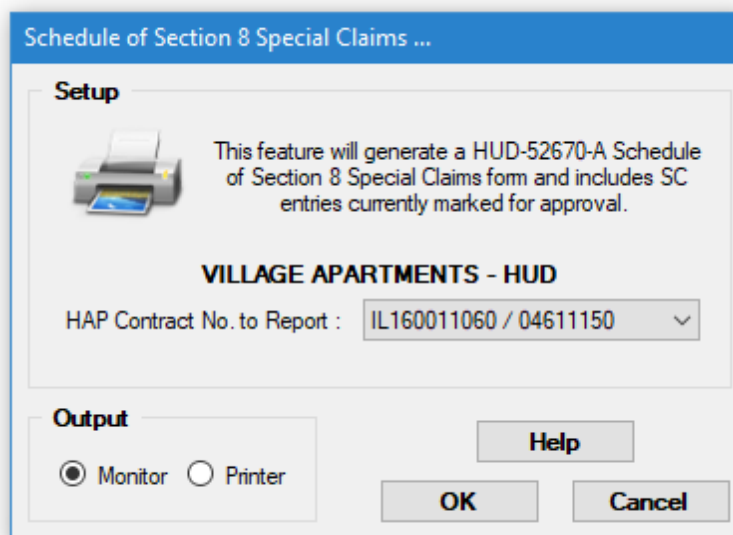 Schedule of Section 8 Special Claims ...
Setup
This feature will generate a HUD-52670-A Schedule
of Section 8 Special Claims form and includes SC
entries currently marked for approval.
VILLAGE APARTMENTS - HUD
HAP Contract No. to Report : IL160011060 / 04611150
Output
Monitor Printer
Help
OK Cancel